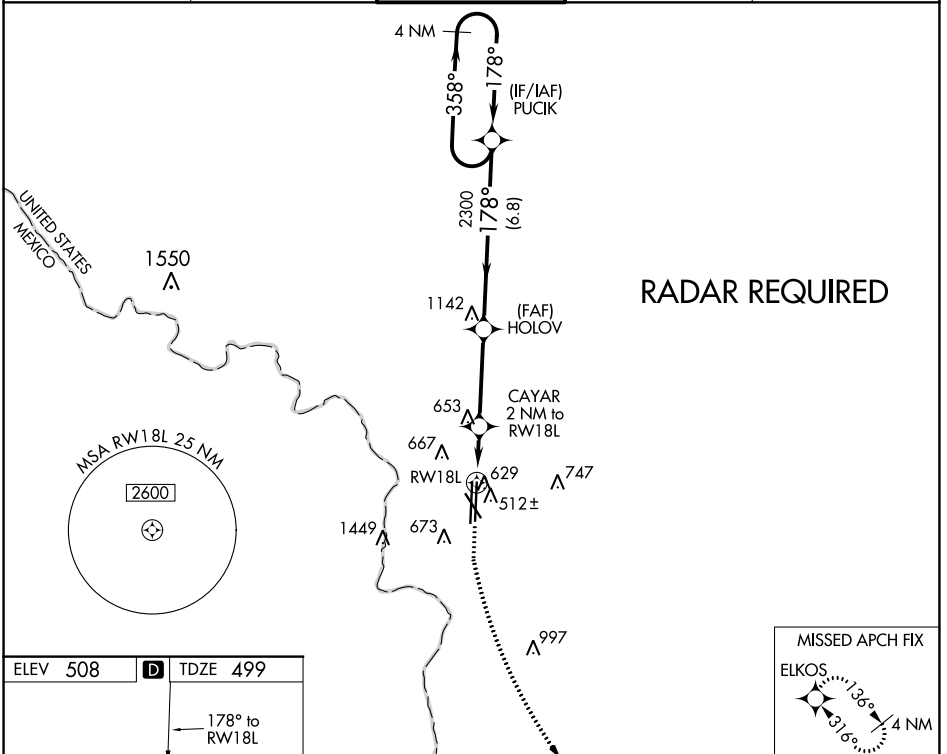 4 NM
358°
178°
(IF/IAF)
PUCIK
2300
178°
(6.8)
UNITED STATES
MEXICO
1550
RADAR REQUIRED
1142
(FAF)
HOLOV
653
CAYAR
2 NM to
RW18L
667
RW18L
629
747
512±
MSA RW18L 25 NM
2600
1449
673
997
ELEV 508
D
TDZE 499
178° to
RW18L
MISSED APCH FIX
ELKOS
136°
316°
4 NM